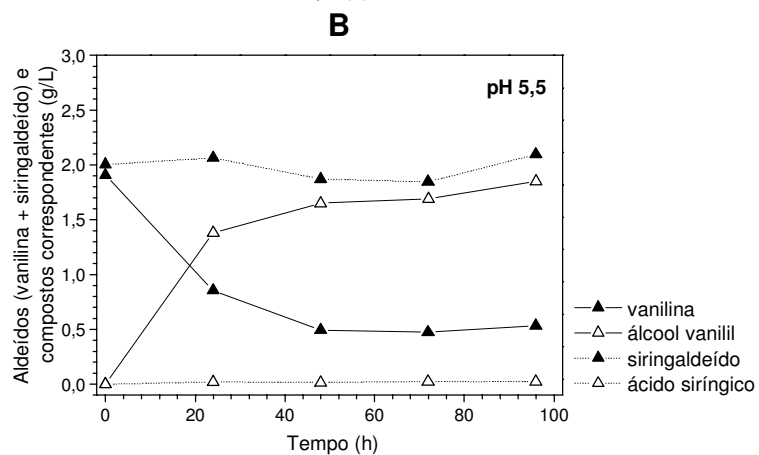 B
Aldeídos (vanilina + siringaldeído) e
compostos correspondentes (g/L)
3,0
2,5
2,0
1,5
1,0
0,5
0,0
pH 5,5
0 20 40 60 80 100
Tempo (h)
vanilina
álcool vanilil
siringaldeído
ácido siríngico